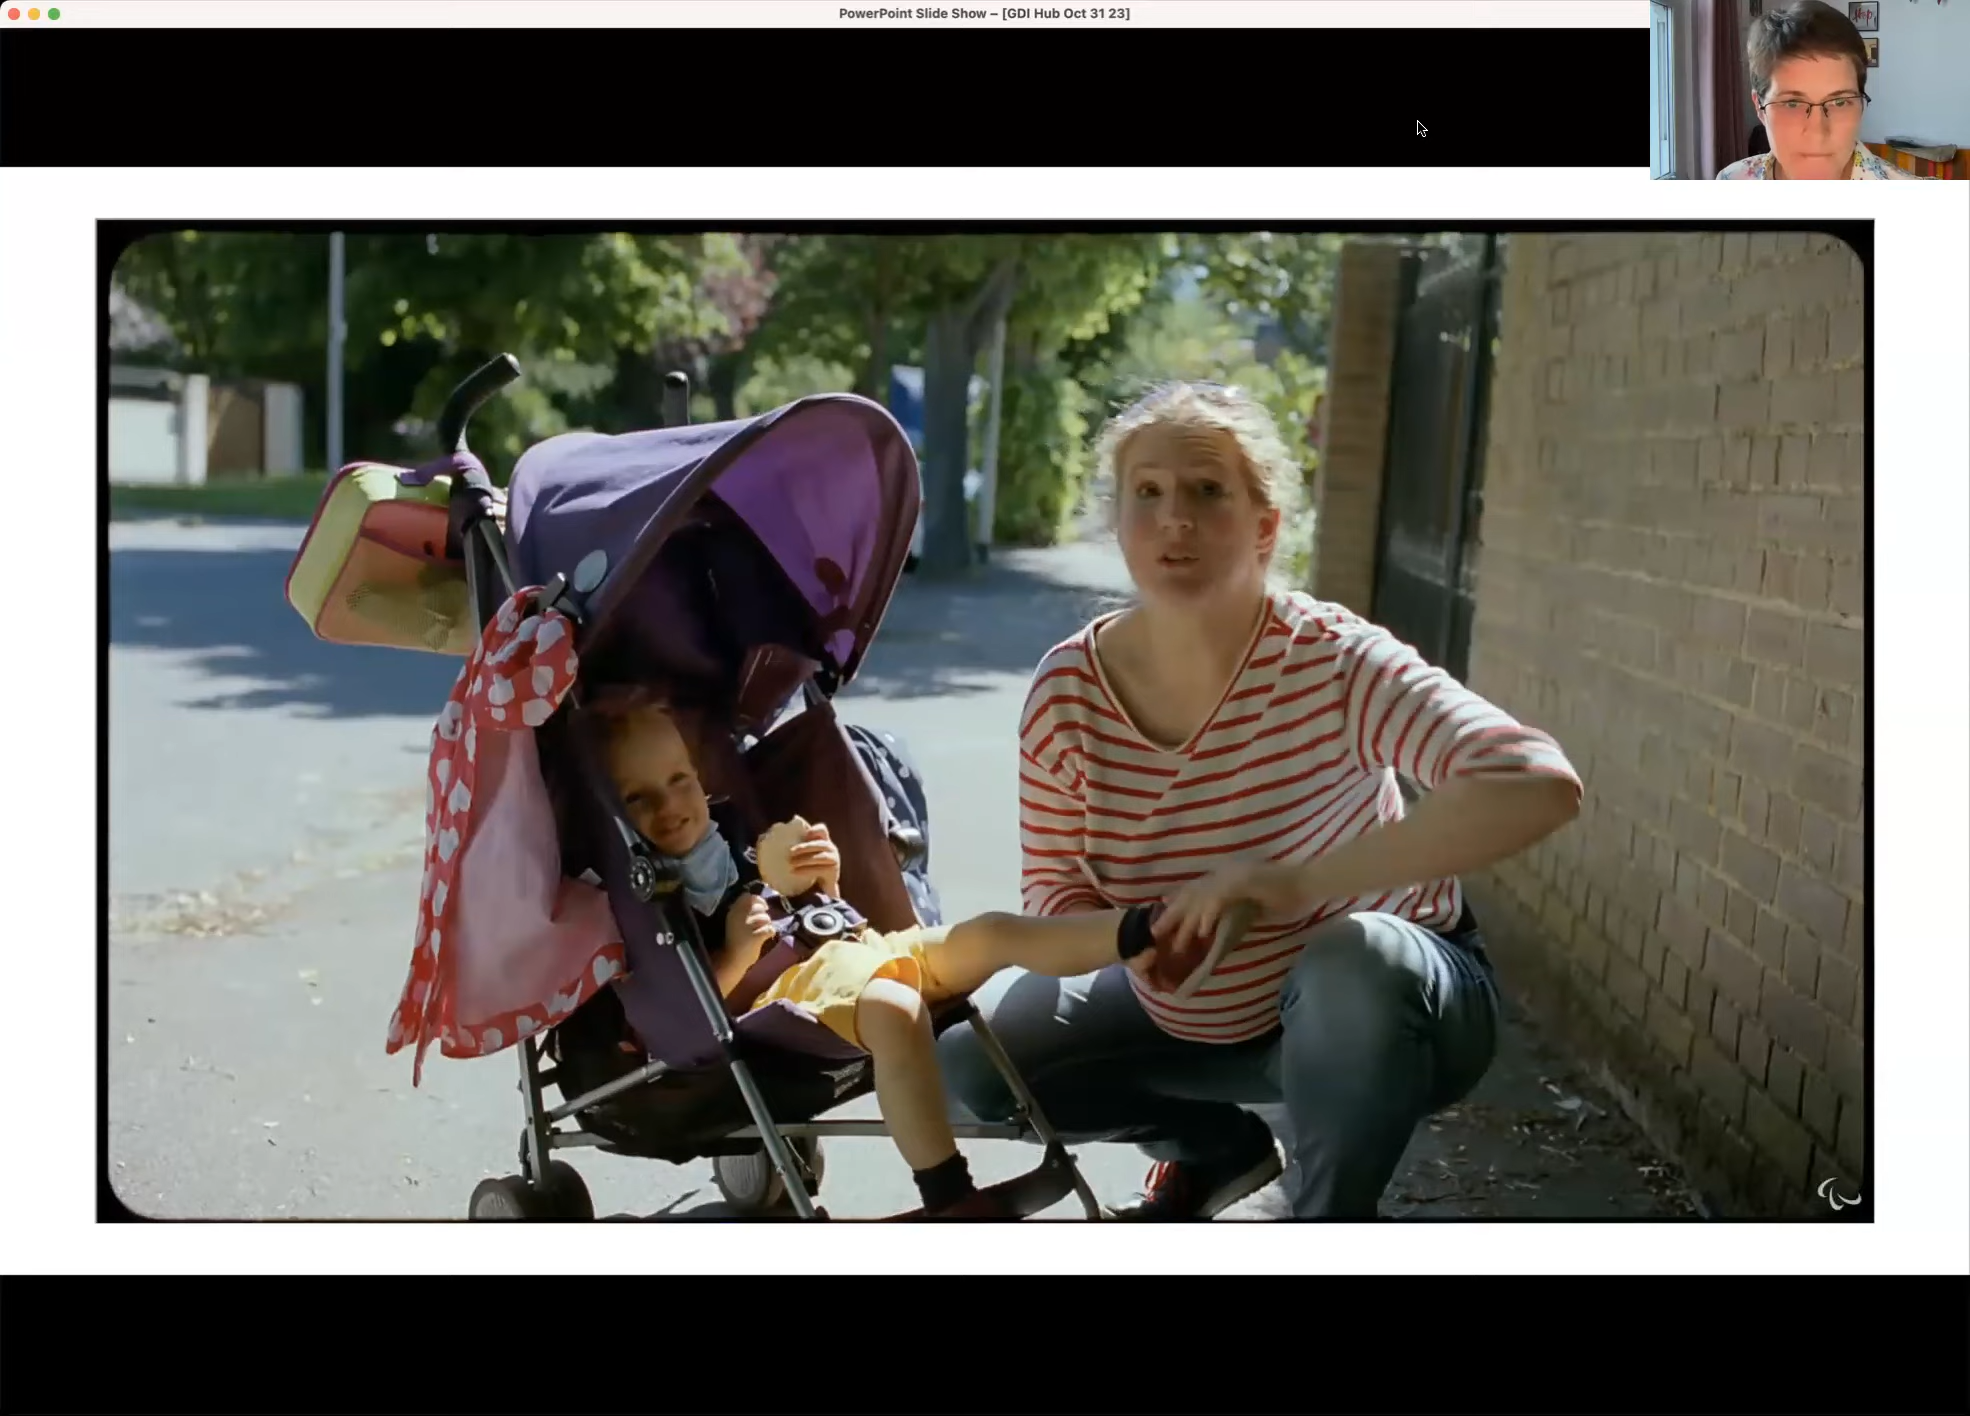 PowerPoint Slide Show – [GDI Hub Oct 31 23]